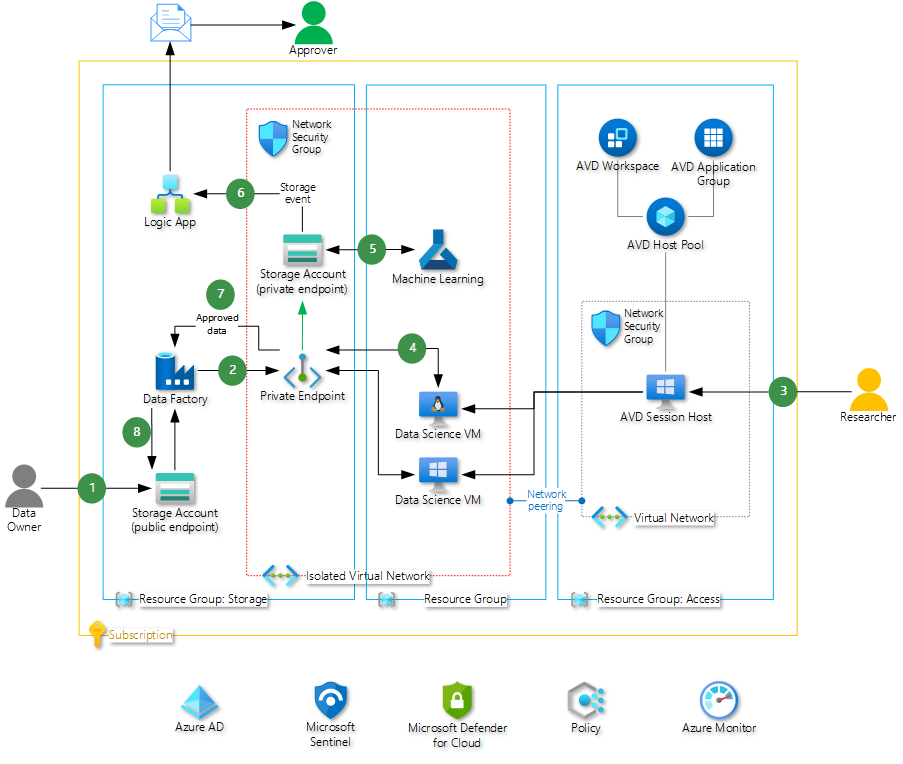 Approver
Network
Security
Group
AVD Workspace
AVD Application
Group
6
Storage
event
Logic App
AVD Host Pool
5
Storage Account
(private endpoint)
Machine Learning
7
Approved
data
Network
Security
Group
4
2
Data Factory
Private Endpoint
3
AVD Session Host
Researcher
8
Data Science VM
1
Data
Owner
Storage Account
(public endpoint)
Data Science VM
Network
peering
Virtual Network
Isolated Virtual Network
Resource Group: Storage
Resource Group
Resource Group: Access
Subscription
Azure AD
Microsoft
Sentinel
Microsoft Defender
for Cloud
Policy
Azure Monitor